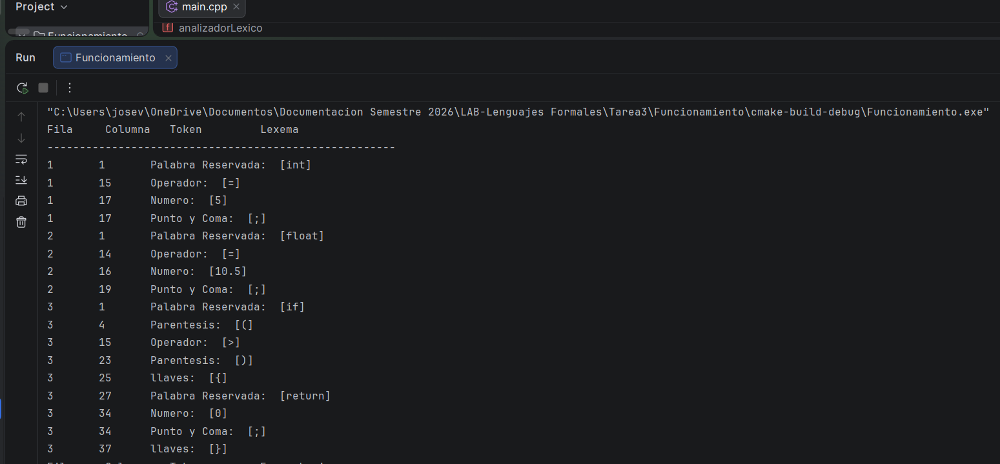 Project
main.cpp
Funcionamiento
analizadorLexico
Run
Funcionamiento
"C:\Users\josev\OneDrive\Documentos\Documentacion Semestre 2026\LAB-Lenguajes Formales\Tarea3\Funcionamiento\cmake-build-debug\Funcionamiento.exe"
Fila Columna Token Lexema
------------------------------------------------------
1 1 Palabra Reservada: [int]
1 15 Operador: [=]
1 17 Numero: [5]
1 17 Punto y Coma: [;]
2 1 Palabra Reservada: [float]
2 14 Operador: [=]
2 16 Numero: [10.5]
2 19 Punto y Coma: [;]
3 1 Palabra Reservada: [if]
3 4 Parentesis: [(]
3 15 Operador: [>]
3 23 Parentesis: [)]
3 25 llaves: [{]
3 27 Palabra Reservada: [return]
3 34 Numero: [0]
3 34 Punto y Coma: [;]
3 37 llaves: [}]